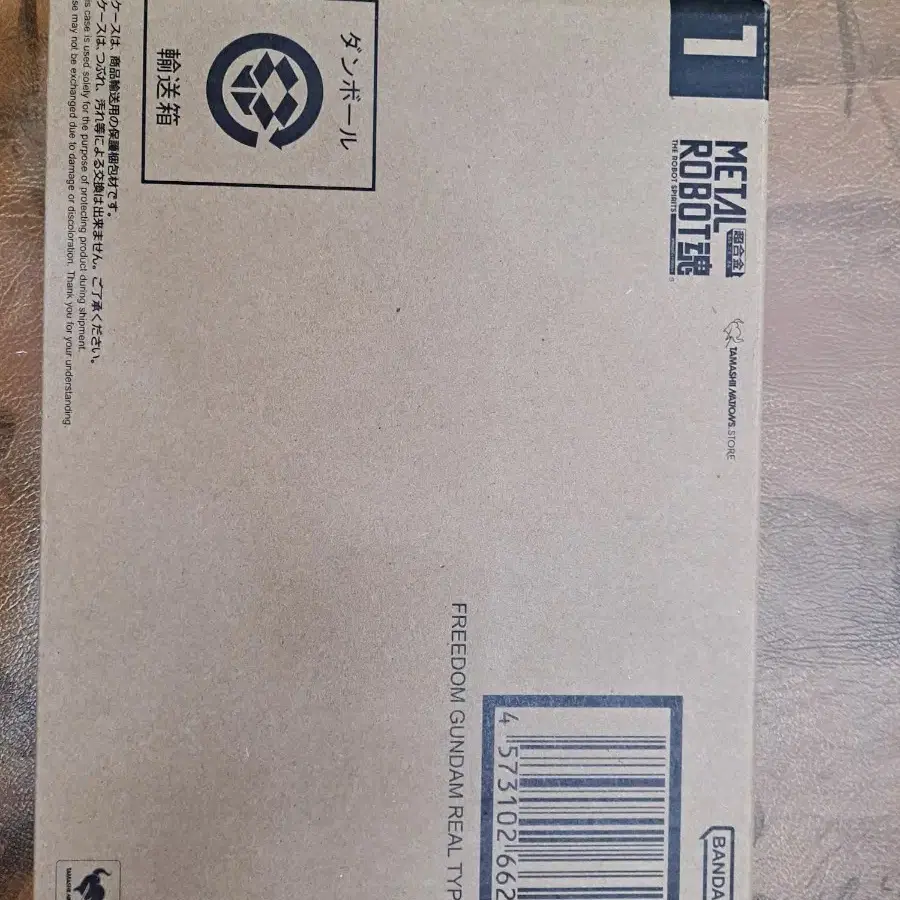 1
METAL
ROBOT魂
超合金
THE ROBOT SPIRITS
TAMASHII NATIONS STORE
ダンボール
輸送箱
ケースは、商品輸送用の保護梱包材です。
ケースは、つぶれ、汚れ等による交換は出来ません。ご了承ください。
is case is used solely for the purpose of protecting product during shipment.
se may not be exchanged due to damage or discoloration. Thank you for your understanding.
FREEDOM GUNDAM REAL TYP
4 573102 662
BANDA